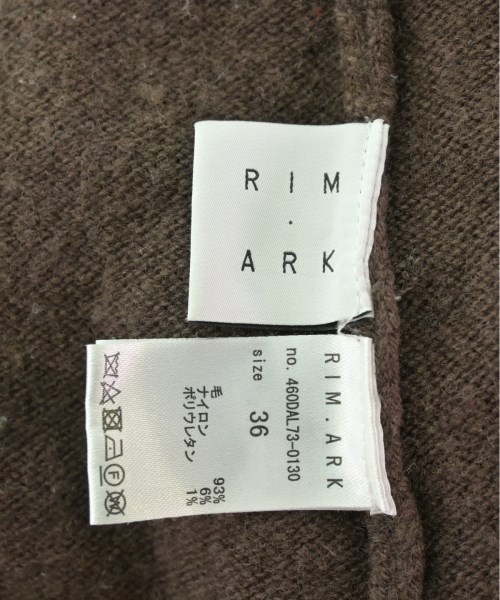 RIM
.
ARK
RIM.ARK
no. 460DAL73-0130
size 36
毛 93%
ナイロン 6%
ポリウレタン 1%
F